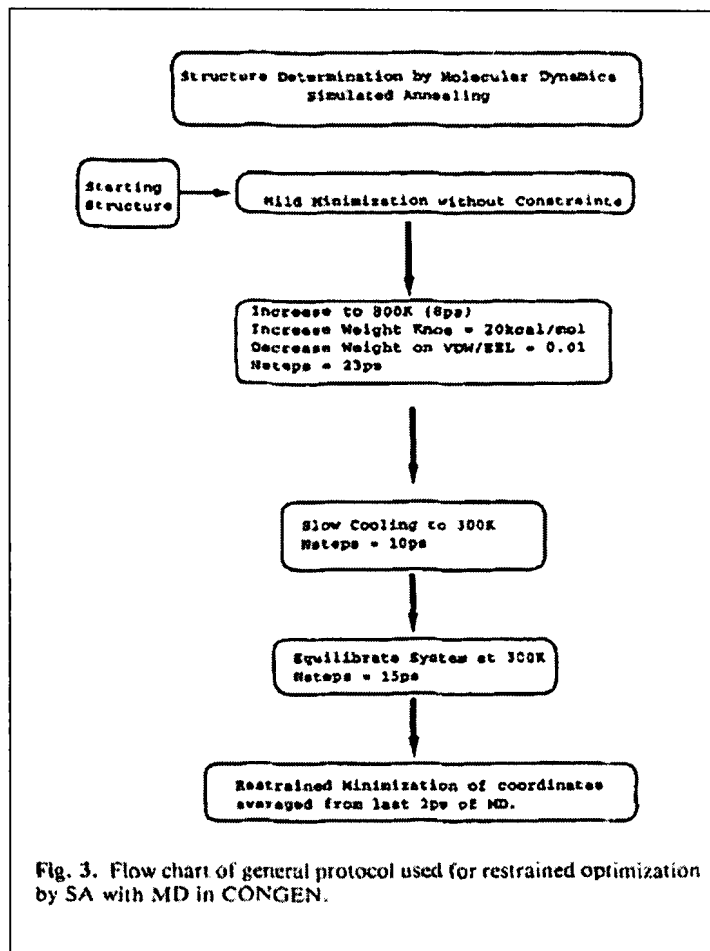 Structure Determination by Molecular Dynamics
Simulated Annealing
Starting
Structure
Mild Minimization without Constraints
Increase to 800K (8ps)
Increase Weight Knoe = 20kcal/mol
Decrease Weight on VDW/EEL = 0.01
Nsteps = 23ps
Slow Cooling to 300K
Nsteps = 10ps
Equilibrate System at 300K
Nsteps = 15ps
Restrained Minimization of coordinates
averaged from last 2ps of MD.
Fig. 3. Flow chart of general protocol used for restrained optimization
by SA with MD in CONGEN.